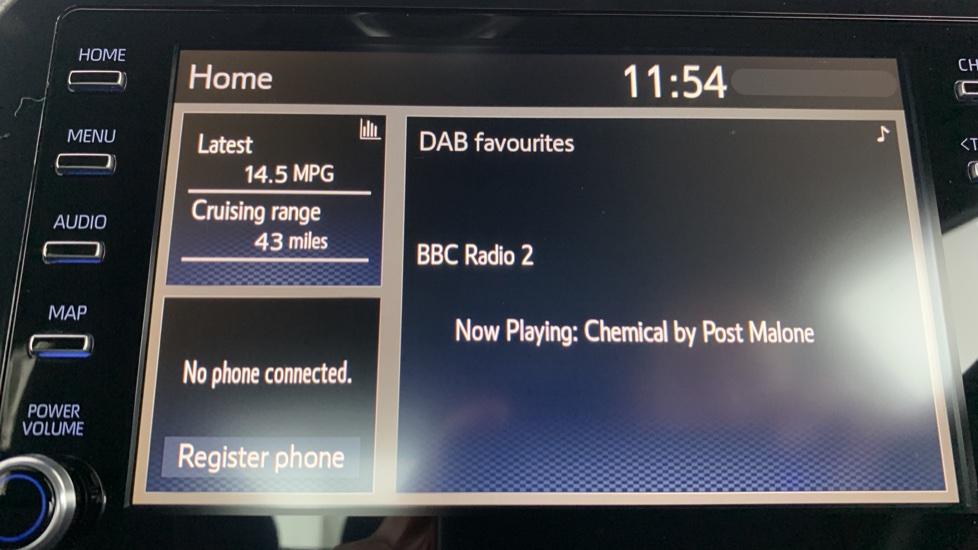 HOME
MENU
AUDIO
MAP
POWER
VOLUME
Home
11:54
Latest
14.5 MPG
Cruising range
43 miles
No phone connected.
Register phone
DAB favourites
BBC Radio 2
Now Playing: Chemical by Post Malone
CH
<T